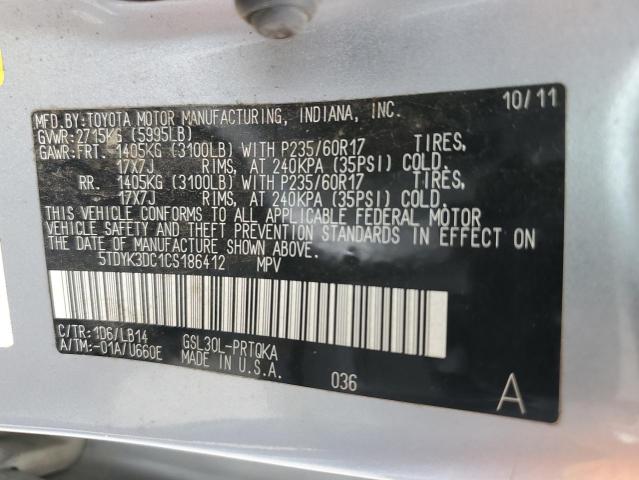 MFD.BY:TOYOTA MOTOR MANUFACTURING, INDIANA, INC. 10/11
GVWR:2715KG (5995LB)
GAWR:FRT. 1405KG (3100LB) WITH P235/60R17 TIRES,
17X7J RIMS, AT 240KPA (35PSI) COLD.
RR. 1405KG (3100LB) WITH P235/60R17 TIRES,
17X7J RIMS, AT 240KPA (35PSI) COLD.
THIS VEHICLE CONFORMS TO ALL APPLICABLE FEDERAL MOTOR
VEHICLE SAFETY AND THEFT PREVENTION STANDARDS IN EFFECT ON
THE DATE OF MANUFACTURE SHOWN ABOVE.
5TDYK3DC1CS186412 MPV
C/TR:1D6/LB14 GSL30L-PRTQKA
A/TM:-01A/U660E MADE IN U.S.A.
036
A